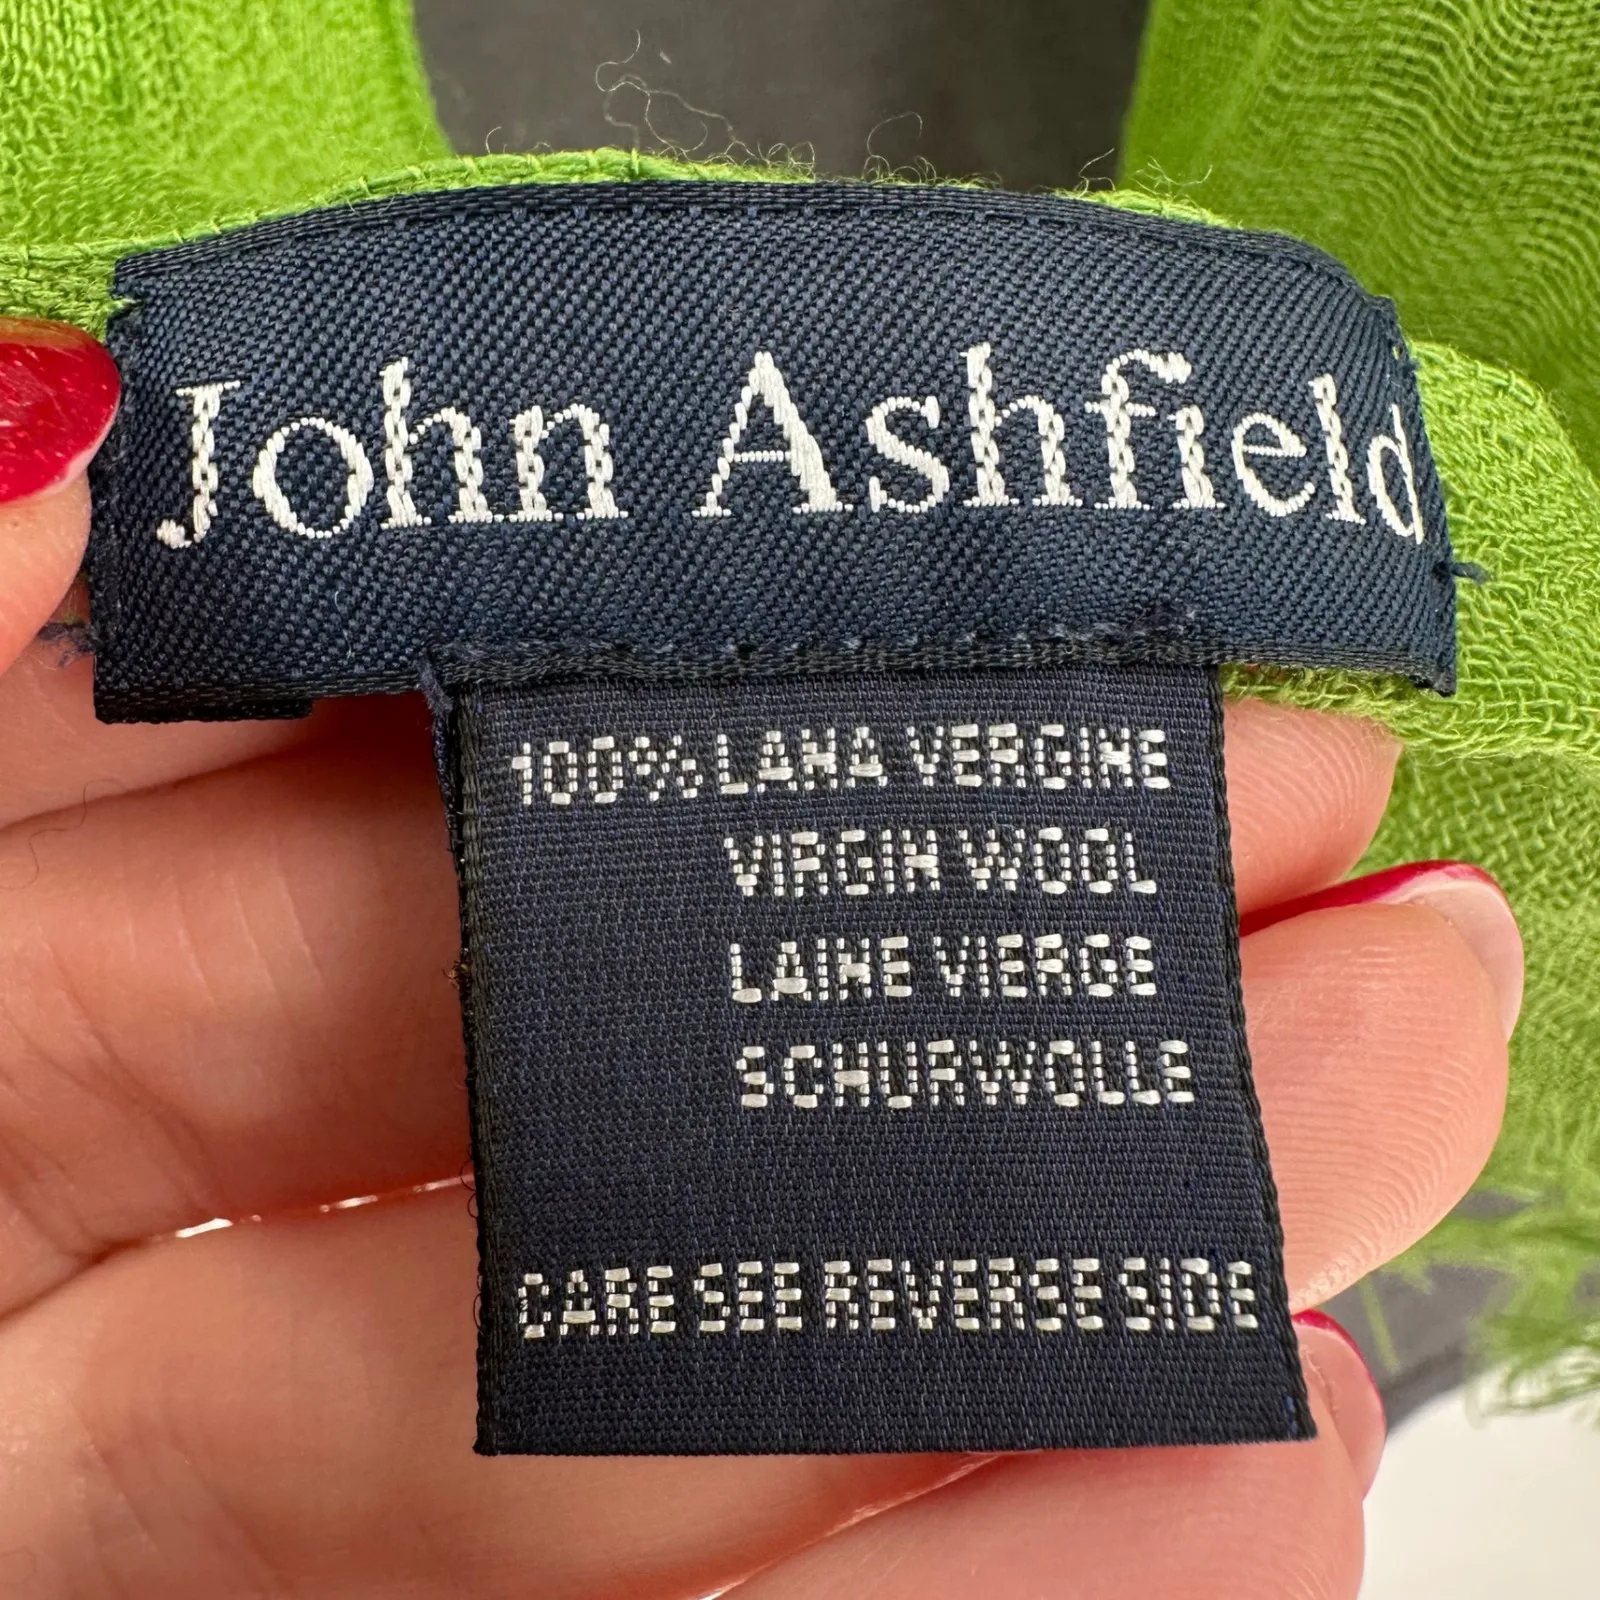 John Ashfield
100% LANA VERGINE
VIRGIN WOOL
LAINE VIERGE
SCHURWOLLE
CARE SEE REVERSE SIDE